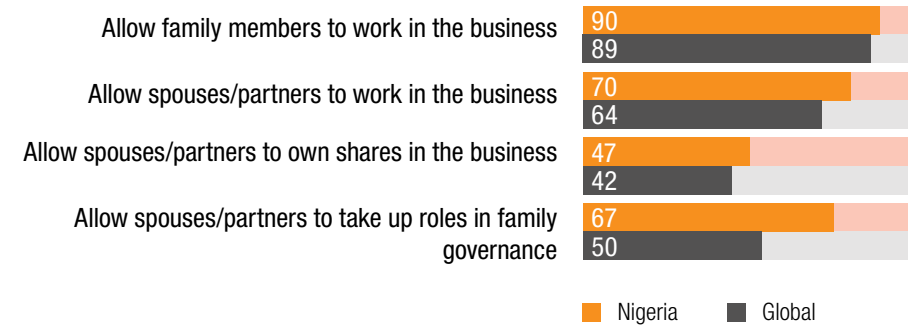 Allow family members to work in the business
90
89
Allow spouses/partners to work in the business
70
64
Allow spouses/partners to own shares in the business
47
42
Allow spouses/partners to take up roles in family
governance
67
50
Nigeria
Global